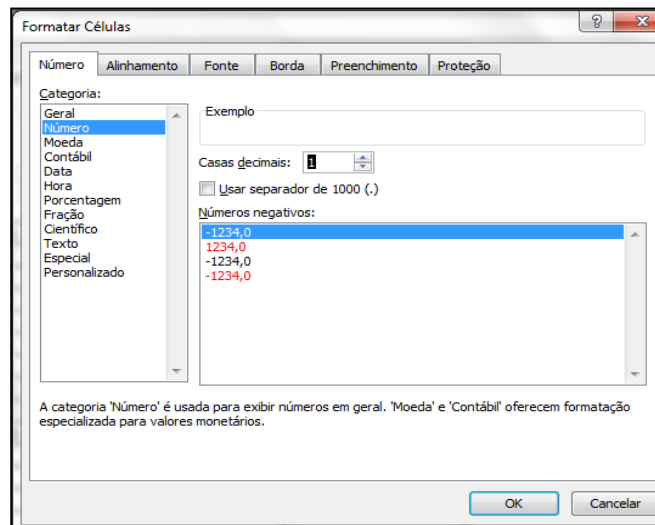 Formatar Células
Número Alinhamento Fonte Borda Preenchimento Proteção
Categoria:
Geral
Número
Moeda
Contábil
Data
Hora
Porcentagem
Fração
Científico
Texto
Especial
Personalizado
Exemplo
Casas decimais: 1
Usar separador de 1000 (.)
Números negativos:
-1234,0
1234,0
-1234,0
-1234,0
A categoria 'Número' é usada para exibir números em geral. 'Moeda' e 'Contábil' oferecem formatação
especializada para valores monetários.
OK Cancelar